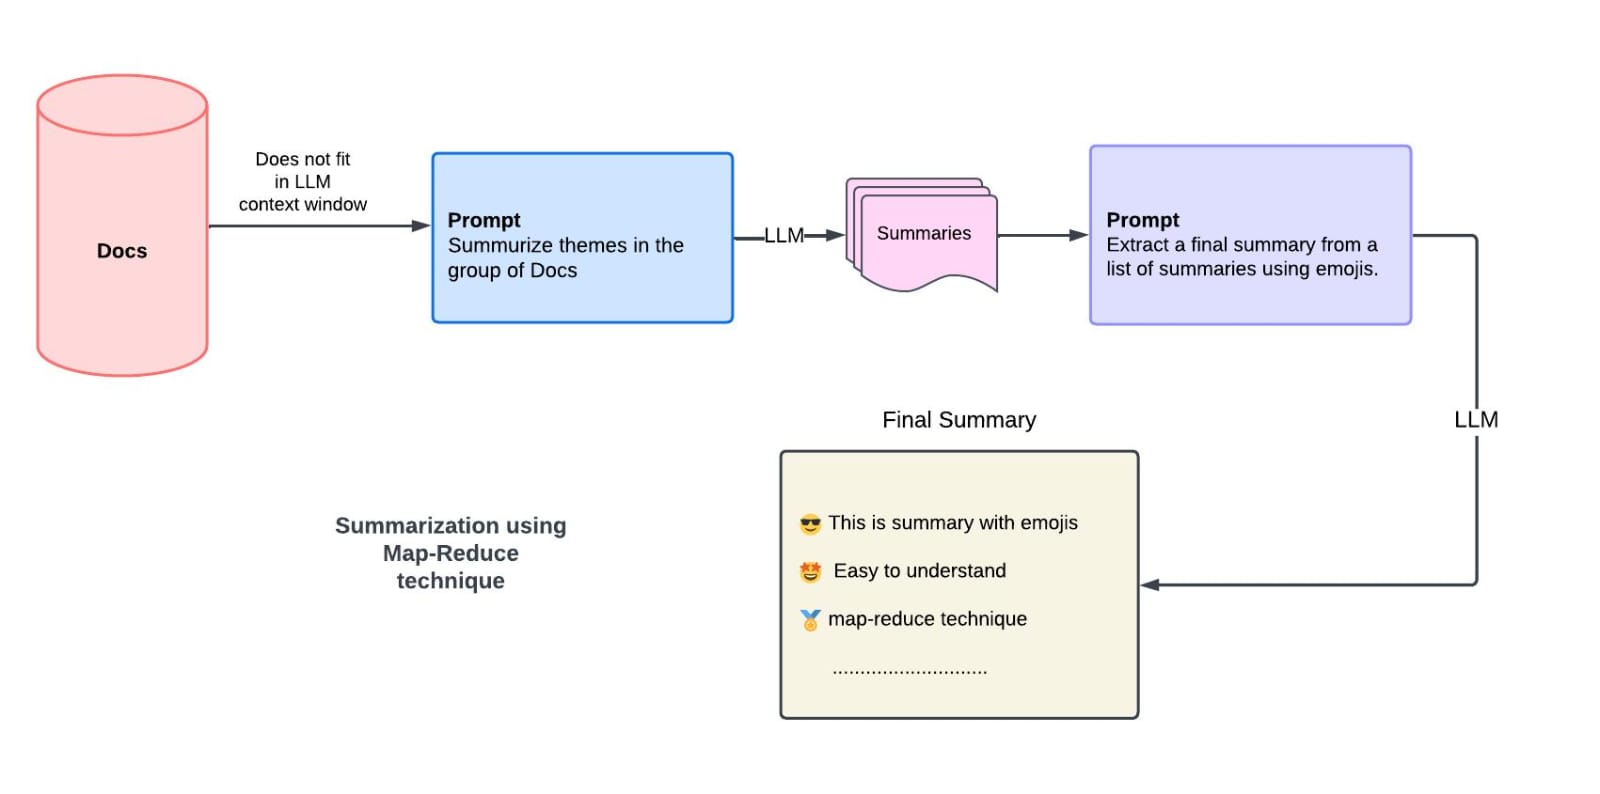 Docs
Does not fit
in LLM
context window
Prompt
Summurize themes in the
group of Docs
LLM
Summaries
Prompt
Extract a final summary from a
list of summaries using emojis.
LLM
Final Summary
😎 This is summary with emojis
🤩 Easy to understand
🏅 map-reduce technique
............................
Summarization using
Map-Reduce
technique